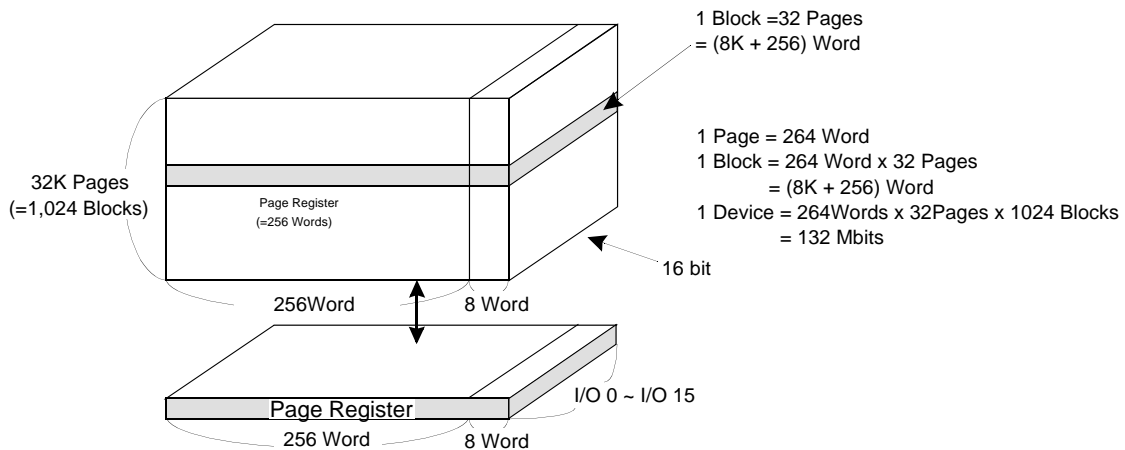 1 Block =32 Pages
= (8K + 256) Word
1 Page = 264 Word
1 Block = 264 Word x 32 Pages
= (8K + 256) Word
1 Device = 264Words x 32Pages x 1024 Blocks
= 132 Mbits
32K Pages
(=1,024 Blocks)
Page Register
(=256 Words)
16 bit
256Word
8 Word
I/O 0 ~ I/O 15
Page Register
256 Word
8 Word